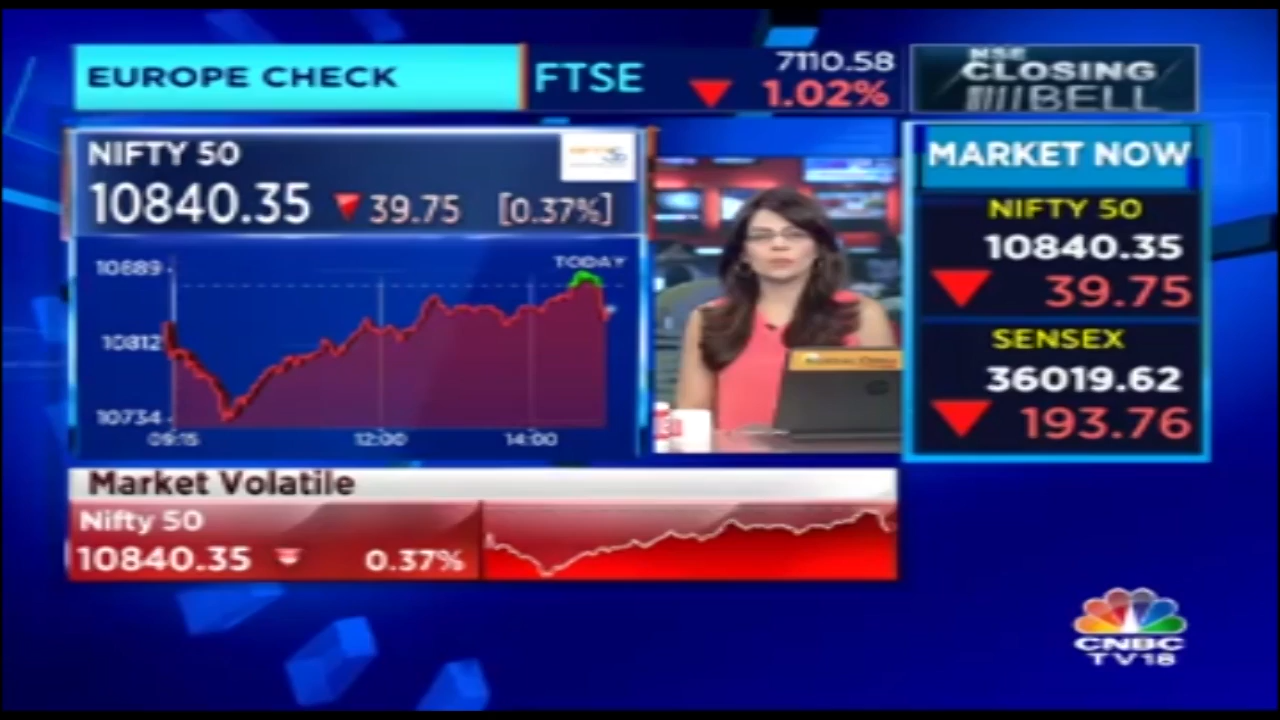 EUROPE CHECK
FTSE
7110.58
1.02%
NSE
CLOSING
BELL
NIFTY 50
10840.35 39.75 [0.37%]
TODAY
10889
10812
10734
09:15 12:00 14:00
MARKET NOW
NIFTY 50
10840.35
39.75
SENSEX
36019.62
193.76
Market Volatile
Nifty 50
10840.35 0.37%
CNBC
TV18